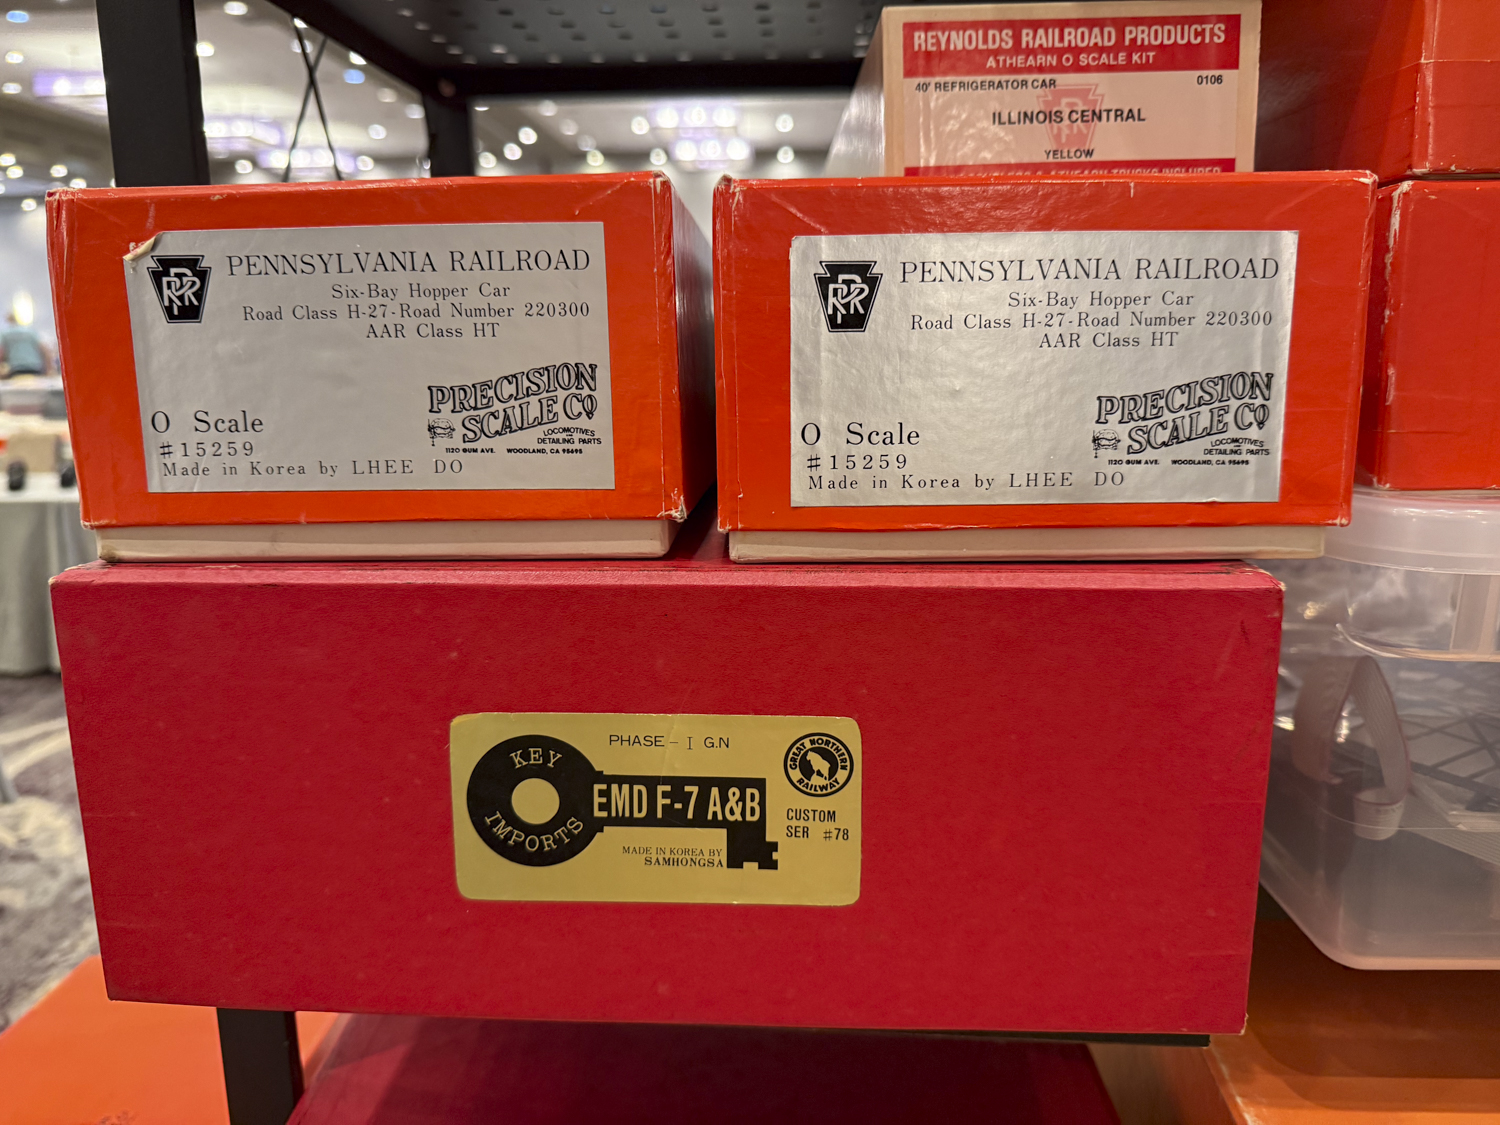 REYNOLDS RAILROAD PRODUCTS
ATHEARN O SCALE KIT
40' REFRIGERATOR CAR 0106
PRR
ILLINOIS CENTRAL
YELLOW
& ATHEARN TRUCKS INCLUDED
PRR
PENNSYLVANIA RAILROAD
Six-Bay Hopper Car
Road Class H-27-Road Number 220300
AAR Class HT
PRECISION
SCALE CO
LOCOMOTIVES
DETAILING PARTS
1120 GUM AVE. WOODLAND, CA 95695
O Scale
#15259
Made in Korea by LHEE DO
PRR
PENNSYLVANIA RAILROAD
Six-Bay Hopper Car
Road Class H-27-Road Number 220300
AAR Class HT
PRECISION
SCALE CO
LOCOMOTIVES
DETAILING PARTS
1120 GUM AVE. WOODLAND, CA 95695
O Scale
#15259
Made in Korea by LHEE DO
PHASE-I G.N
KEY
IMPORTS
EMD F-7 A&B
MADE IN KOREA BY
SAMHONGSA
GREAT NORTHERN
RAILWAY
CUSTOM
SER #78